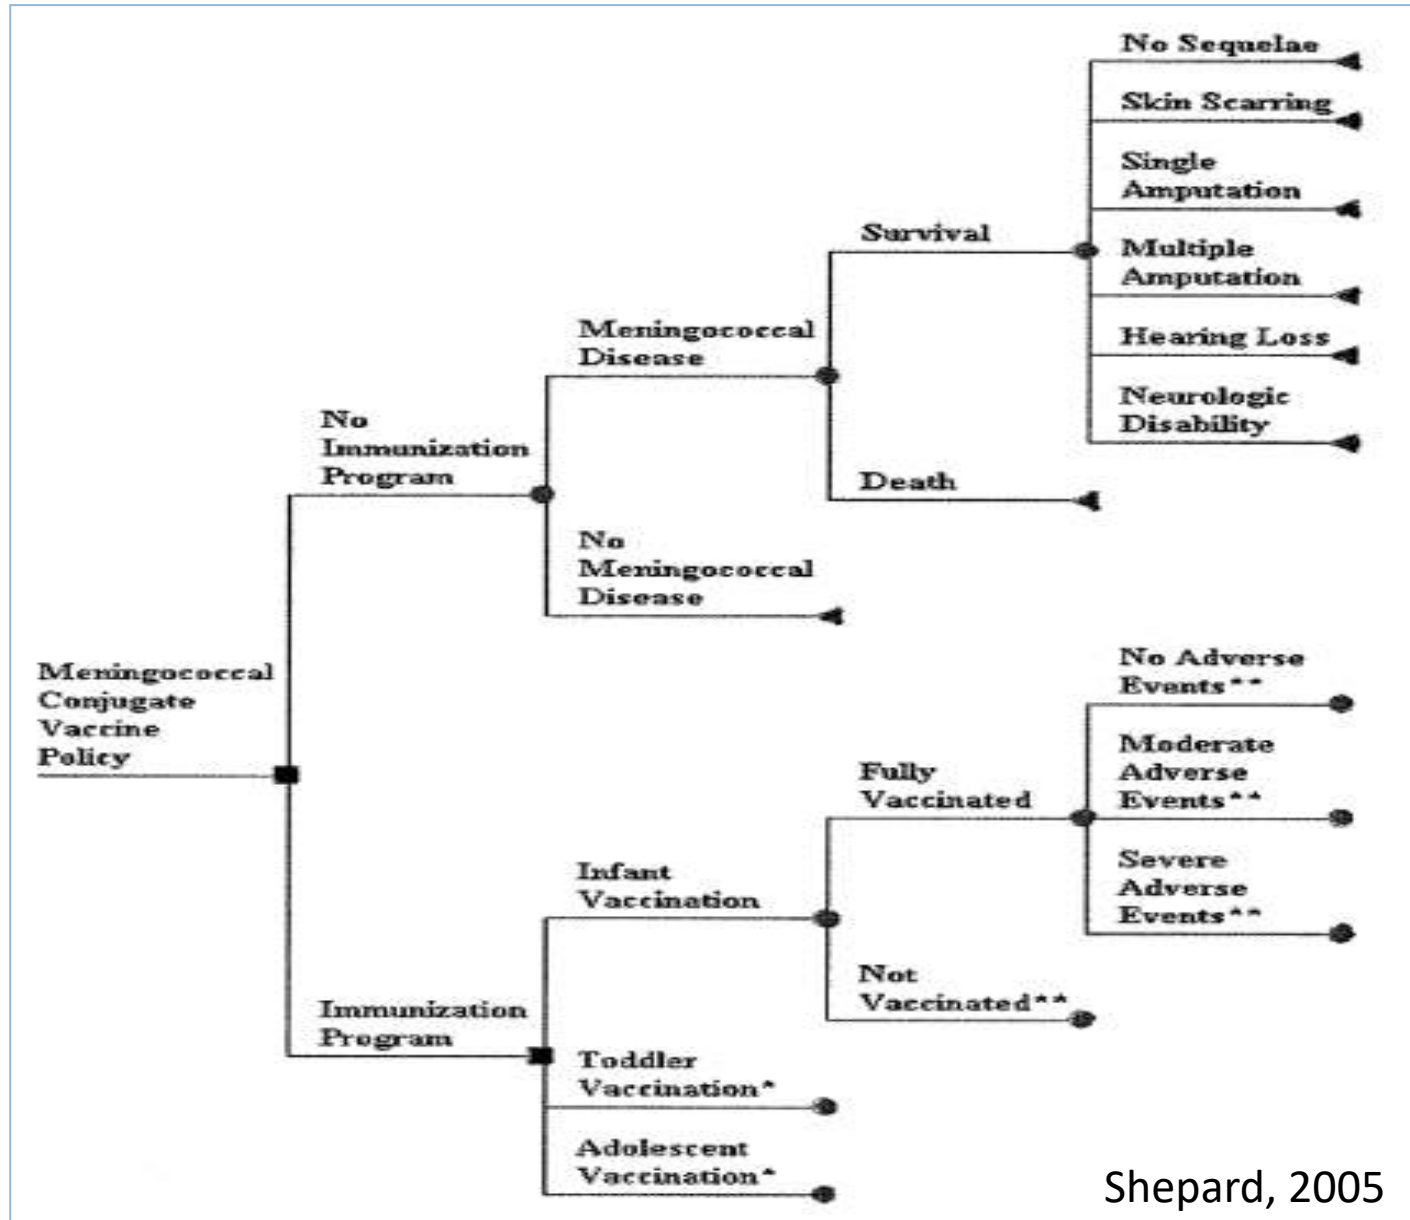 No Sequelae
Skin Scarring
Single
Amputation
Survival
Multiple
Amputation
Meningococcal
Disease
Hearing Loss
Neurologic
Disability
No
Immunization
Program
Death
No
Meningococcal
Disease
Meningococcal
Conjugate
Vaccine
Policy
No Adverse
Events**
Moderate
Adverse
Events**
Fully
Vaccinated
Severe
Adverse
Events**
Infant
Vaccination
Not
Vaccinated**
Immunization
Program
Toddler
Vaccination*
Adolescent
Vaccination*
Shepard, 2005